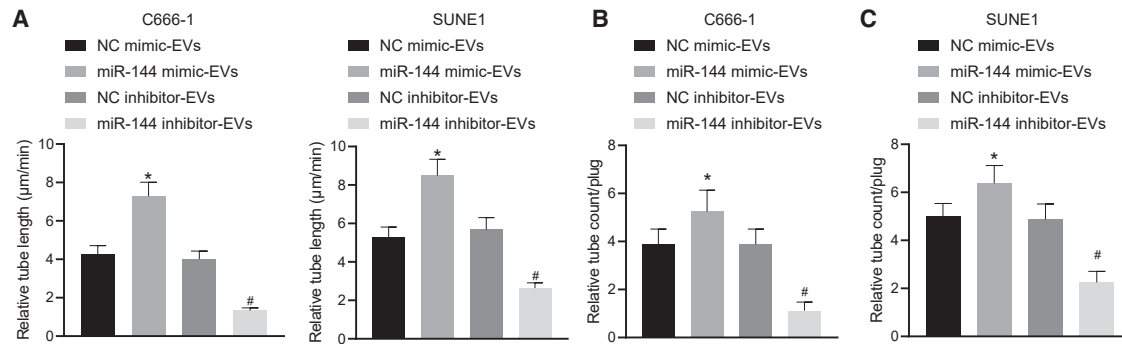 A
C666-1
NC mimic-EVs
miR-144 mimic-EVs
NC inhibitor-EVs
miR-144 inhibitor-EVs
Relative tube length (μm/min)
10
8
6
4
2
0
*
#
SUNE1
NC mimic-EVs
miR-144 mimic-EVs
NC inhibitor-EVs
miR-144 inhibitor-EVs
Relative tube length (μm/min)
10
8
6
4
2
0
*
#
B
C666-1
NC mimic-EVs
miR-144 mimic-EVs
NC inhibitor-EVs
miR-144 inhibitor-EVs
Relative tube count/plug
8
6
4
2
0
*
#
C
SUNE1
NC mimic-EVs
miR-144 mimic-EVs
NC inhibitor-EVs
miR-144 inhibitor-EVs
Relative tube count/plug
8
6
4
2
0
*
#